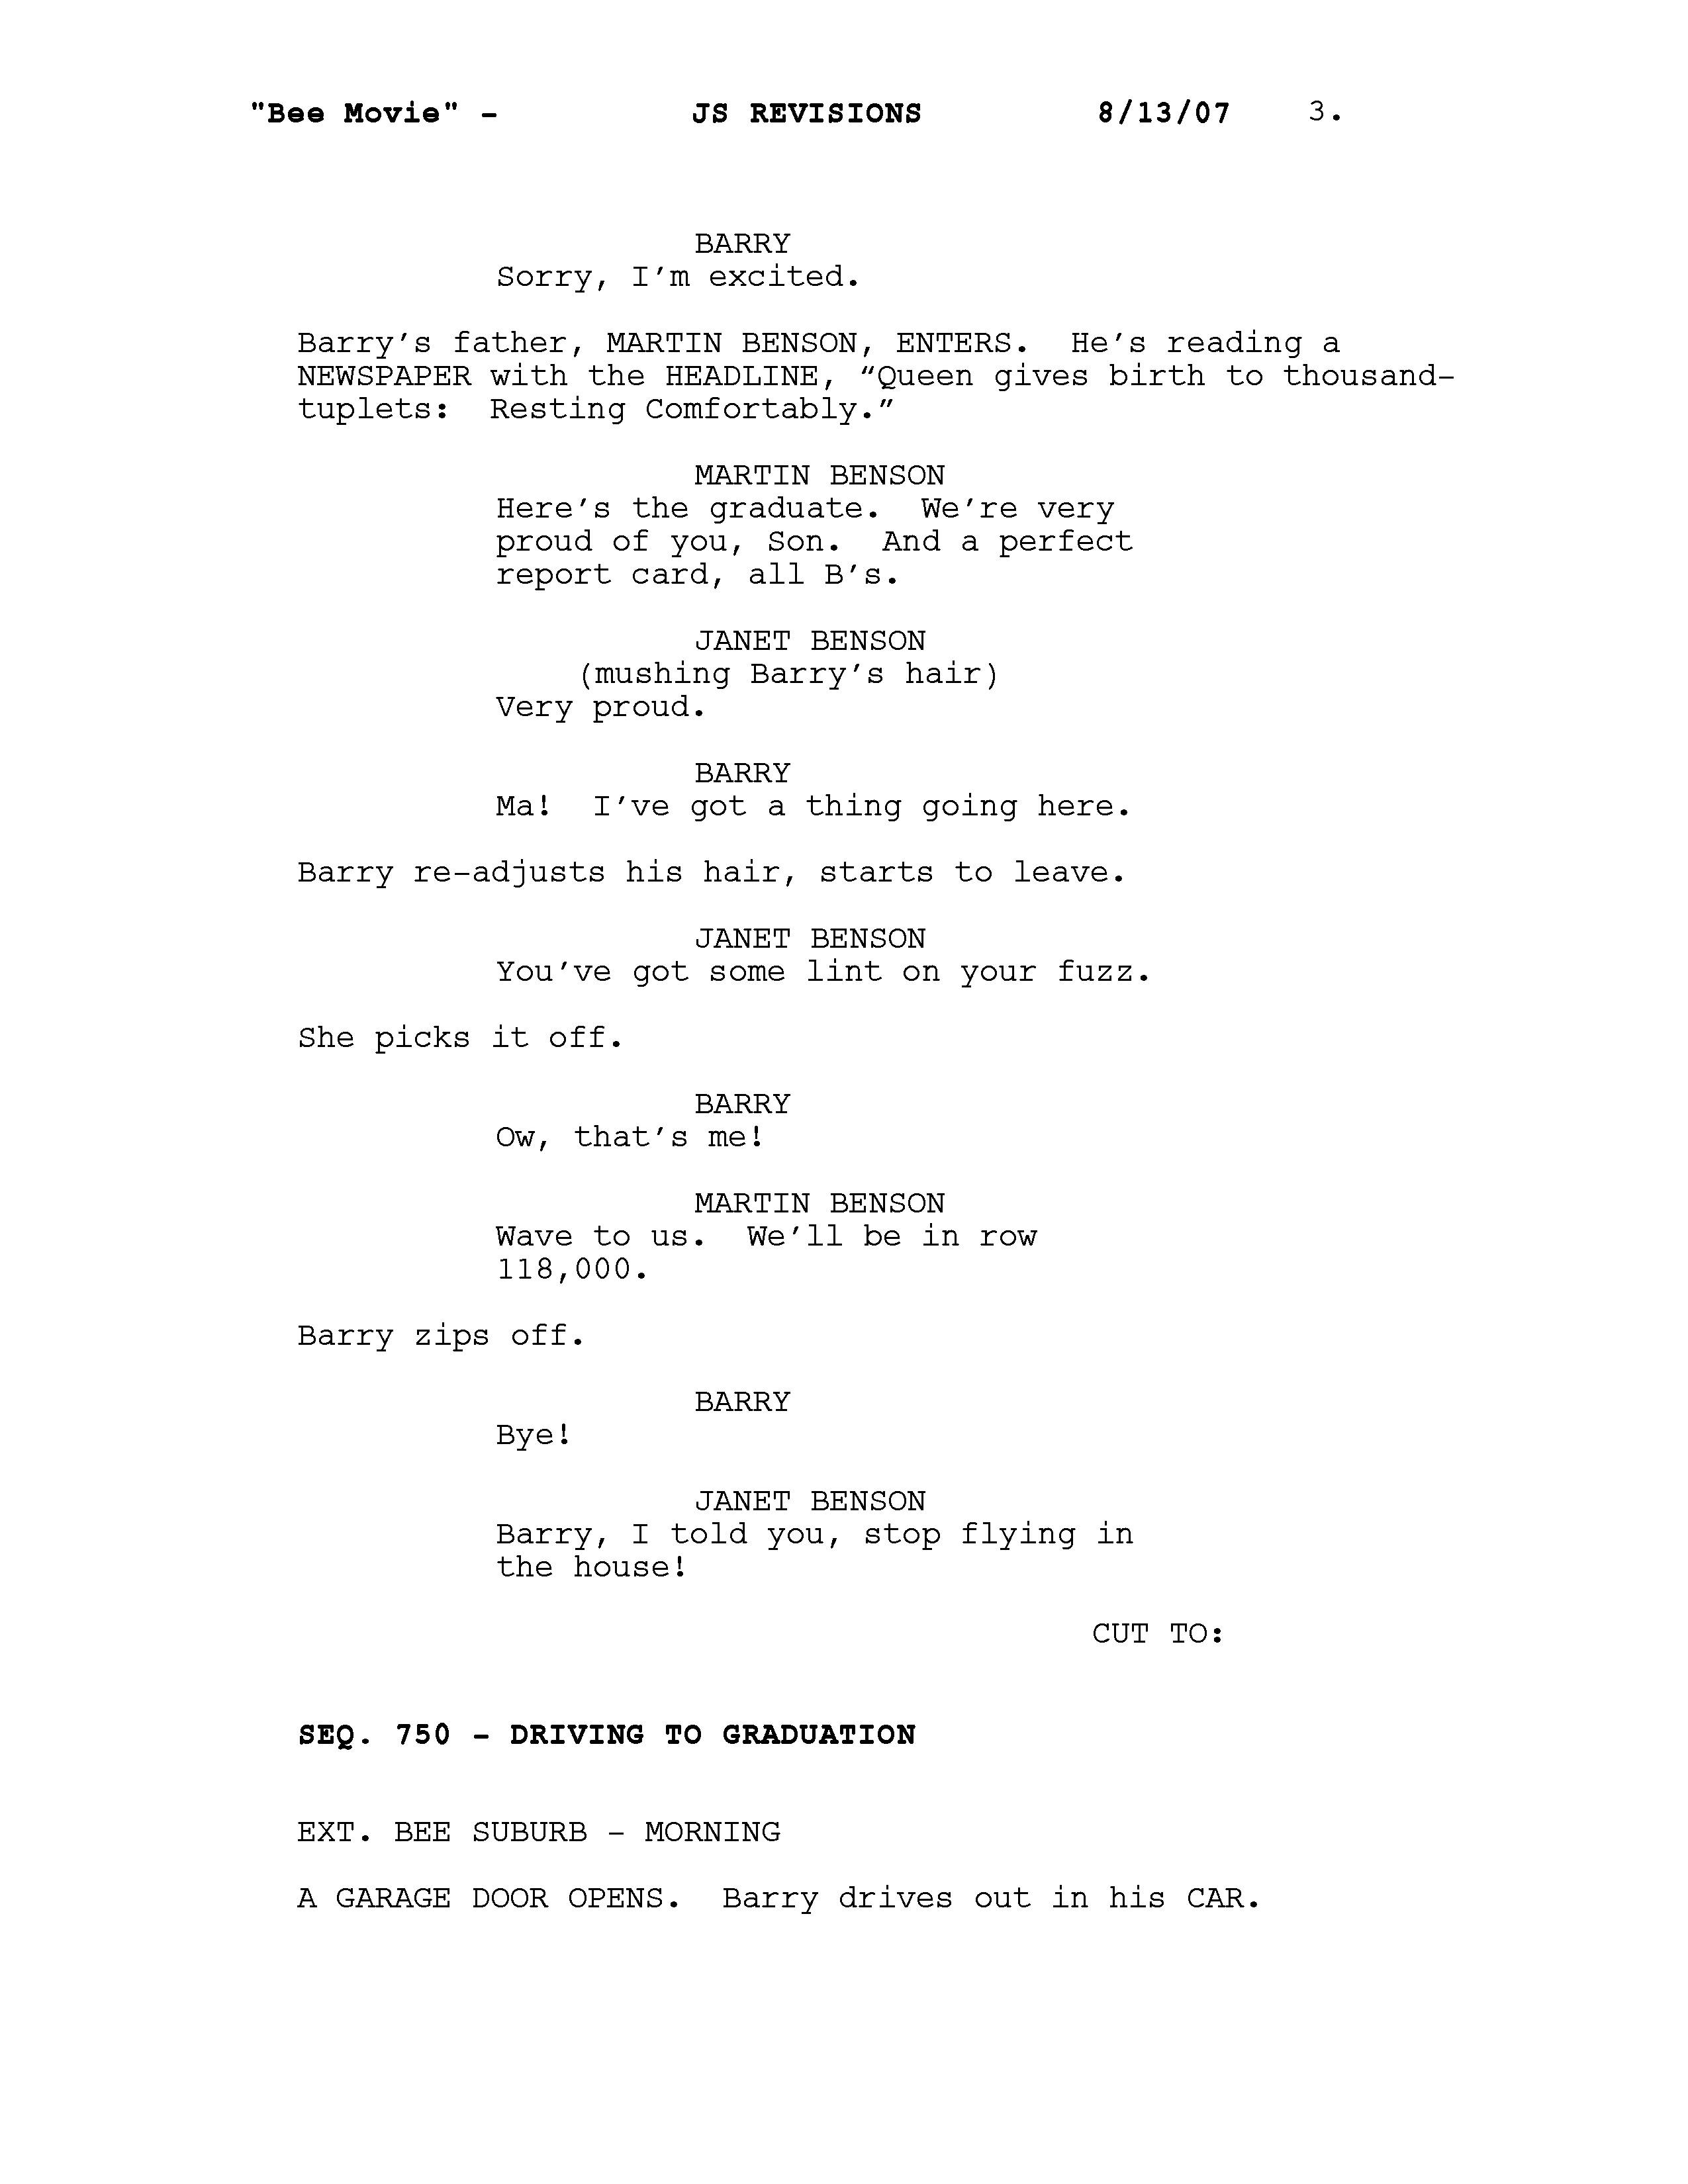 "Bee Movie" - JS REVISIONS 8/13/07 3.
BARRY
Sorry, I’m excited.
Barry’s father, MARTIN BENSON, ENTERS.  He’s reading a
NEWSPAPER with the HEADLINE, “Queen gives birth to thousand-
tuplets:  Resting Comfortably.”
MARTIN BENSON
Here’s the graduate.  We’re very
proud of you, Son.  And a perfect
report card, all B’s.
JANET BENSON
(mushing Barry’s hair)
Very proud.
BARRY
Ma!  I’ve got a thing going here.
Barry re-adjusts his hair, starts to leave.
JANET BENSON
You’ve got some lint on your fuzz.
She picks it off.
BARRY
Ow, that’s me!
MARTIN BENSON
Wave to us.  We’ll be in row
118,000.
Barry zips off.
BARRY
Bye!
JANET BENSON
Barry, I told you, stop flying in
the house!
CUT TO:
SEQ. 750 - DRIVING TO GRADUATION
EXT. BEE SUBURB - MORNING
A GARAGE DOOR OPENS.  Barry drives out in his CAR.